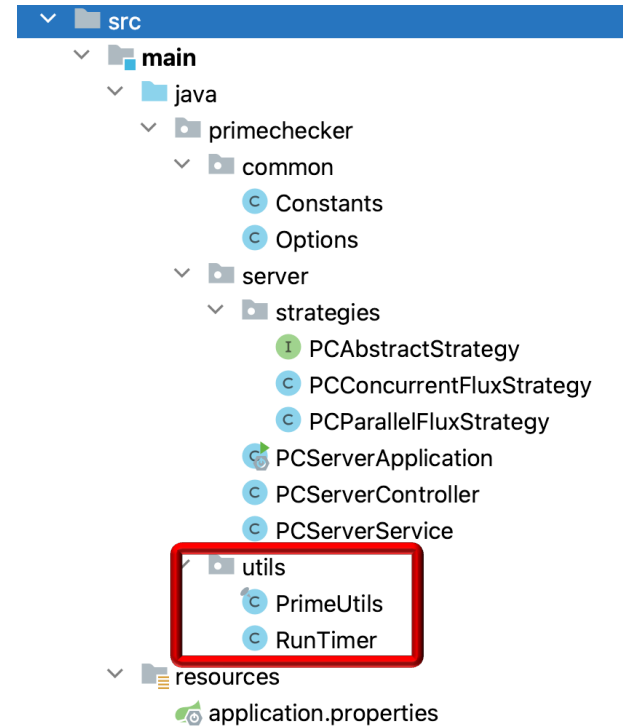 src
main
java
primechecker
common
C Constants
C Options
server
strategies
I PCAbstractStrategy
C PCConcurrentFluxStrategy
C PCParallelFluxStrategy
C PCServerApplication
C PCServerController
C PCServerService
utils
C PrimeUtils
C RunTimer
resources
application.properties